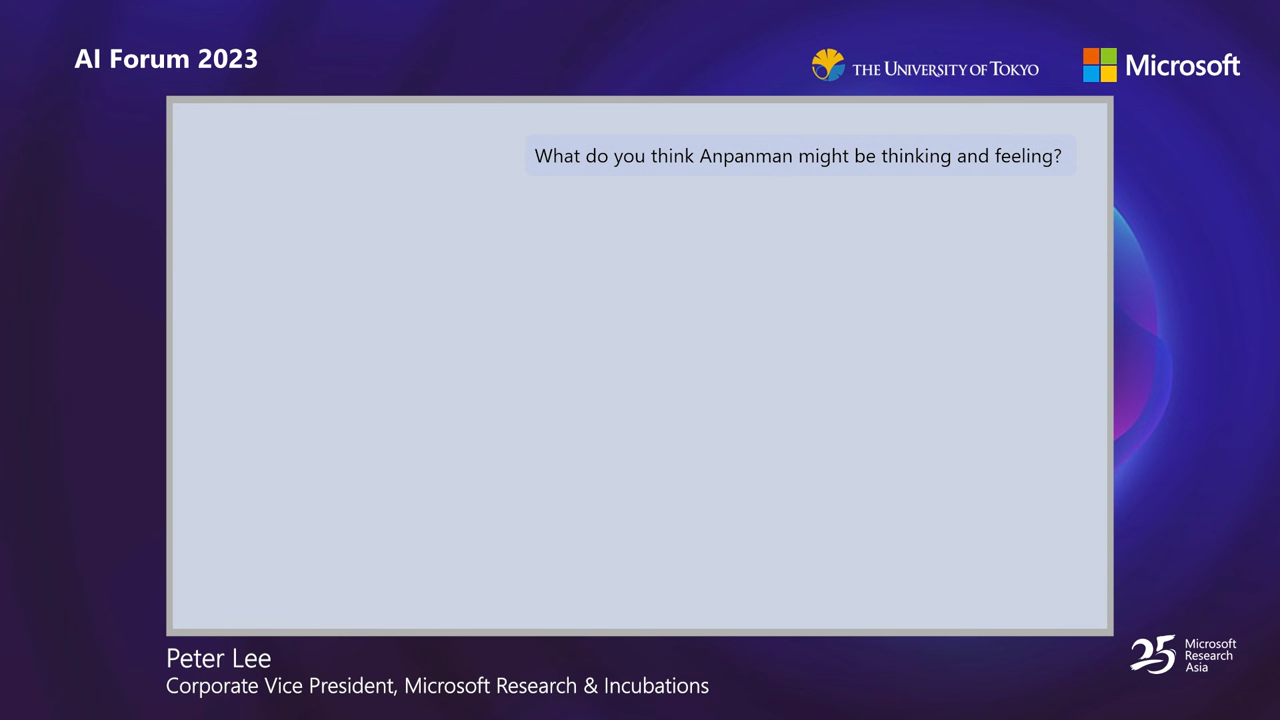 AI Forum 2023
THE UNIVERSITY OF TOKYO
Microsoft
What do you think Anpanman might be thinking and feeling?
Peter Lee
Corporate Vice President, Microsoft Research & Incubations
25
Microsoft
Research
Asia